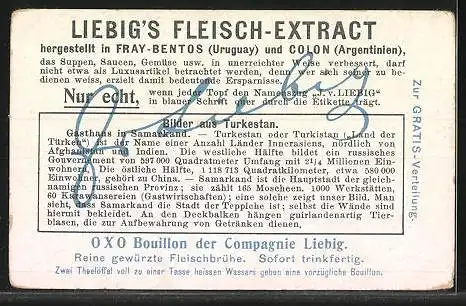 LIEBIG'S FLEISCH-EXTRACT
hergestellt in FRAY-BENTOS (Uruguay) und COLON (Argentinien),
das Suppen, Saucen, Gemüse usw. in unerreichter Weise verbessert, darf
nicht etwa als Luxusartikel betrachtet werden, denn wer sich seiner zu be-
dienen weiss, erzielt damit bedeutende Ersparnisse.
Nur echt, wenn jeder Topf den Namenszug „J. v. LIEBIG"
in blauer Schrift quer durch die Etikette trägt.
J v Liebig
Bilder aus Turkestan.
Gasthaus in Samarkand. — Turkestan oder Turkistan „Land der
Türken" ist der Name einer Anzahl Länder Innerasiens, nördlich von
Afghanistan und Indien. Die westliche Hälfte bildet ein russisches
Gouvernement von 597 000 Quadratmeter Umfang mit 2¼ Millionen Ein-
wohnern. Die östliche Hälfte, 1 118 713 Quadratkilometer, etwa 580 000
Einwohner, gehört zu China. — Samarkand ist die Hauptstadt der gleich-
namigen russischen Provinz; sie zählt 165 Moscheen, 1000 Werkstätten,
60 Karawansereien (Gastwirtschaften); eine solche zeigt unser Bild. Man
sieht, dass Samarkand die Stadt der Teppiche ist; selbst die Wände sind
hiermit bekleidet. An den Deckbalken hängen guirlandenartig Tier-
blasen, die zur Aufbewahrung von Getränken dienen.
Zur GRATIS-Verteilung.
OXO Bouillon der Compagnie Liebig.
Reine gewürzte Fleischbrühe. Sofort trinkfertig.
Zwei Theelöffel voll zu einer Tasse heissen Wassers geben eine vorzügliche Bouillon.